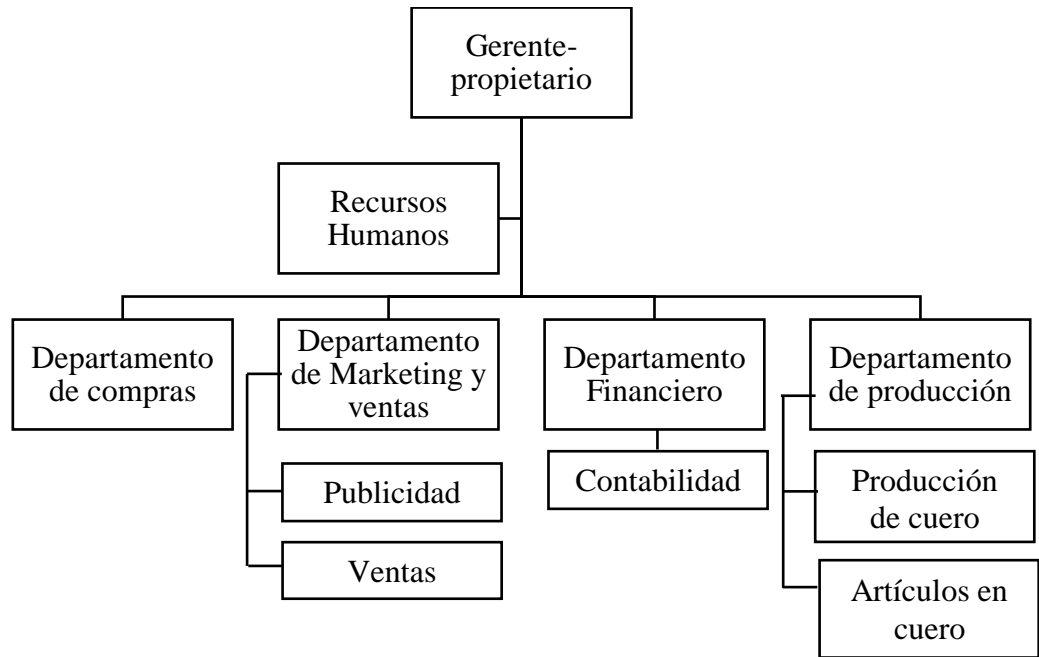 Gerente-
propietario
Recursos
Humanos
Departamento
de compras
Departamento
de Marketing y
ventas
Departamento
Financiero
Departamento
de producción
Publicidad
Ventas
Contabilidad
Producción
de cuero
Artículos en
cuero